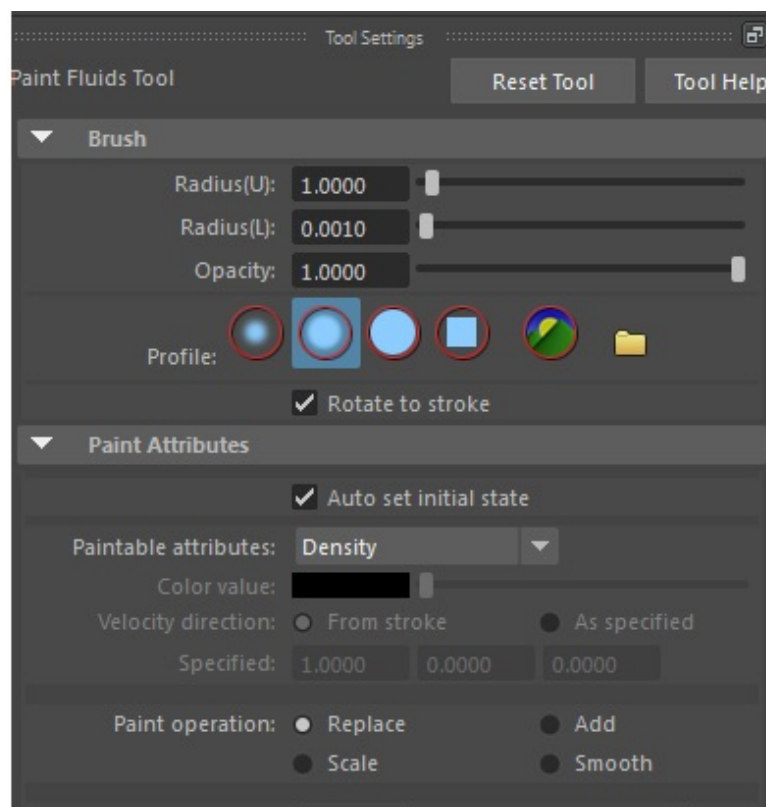 Tool Settings
Paint Fluids Tool Reset Tool Tool Help
Brush
Radius(U): 1.0000
Radius(L): 0.0010
Opacity: 1.0000
Profile:
Rotate to stroke
Paint Attributes
Auto set initial state
Paintable attributes: Density
Color value:
Velocity direction: From stroke As specified
Specified: 1.0000 0.0000 0.0000
Paint operation: Replace Add
Scale Smooth